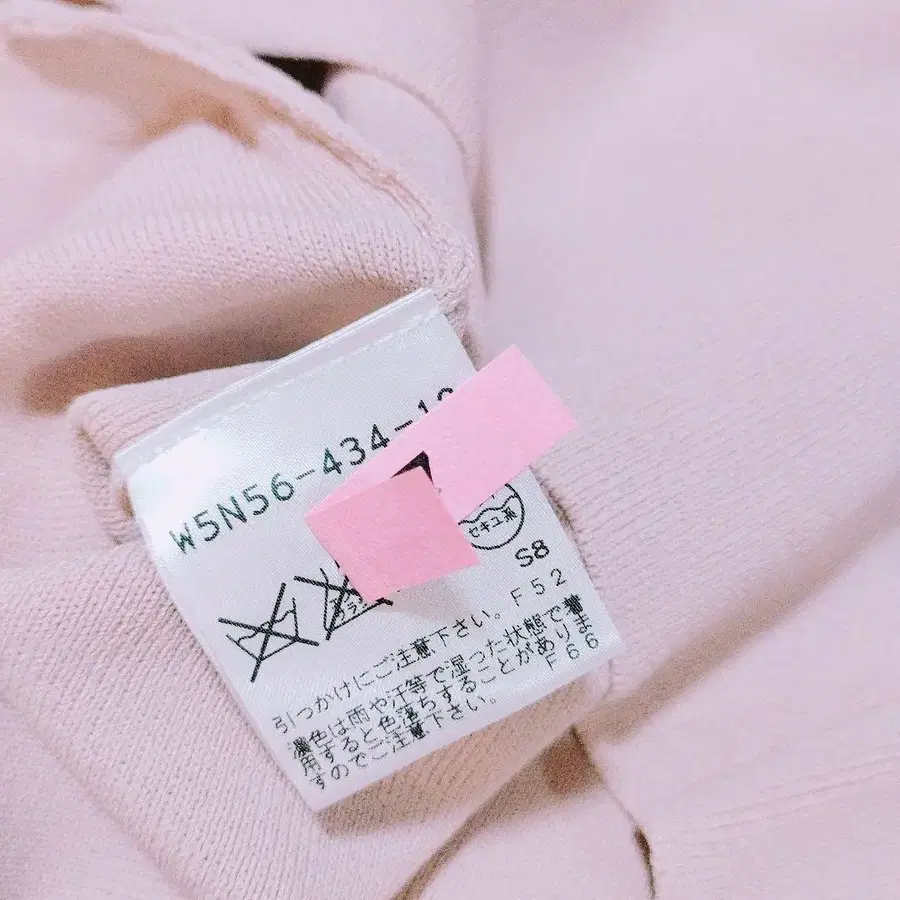 W5N56-434-1
セキユ系
S8
引っかけにご注意下さい。F52
濃色は雨や汗等で湿った状態で着
用すると色落ちすることがありま
すのでご注意下さい。 F66